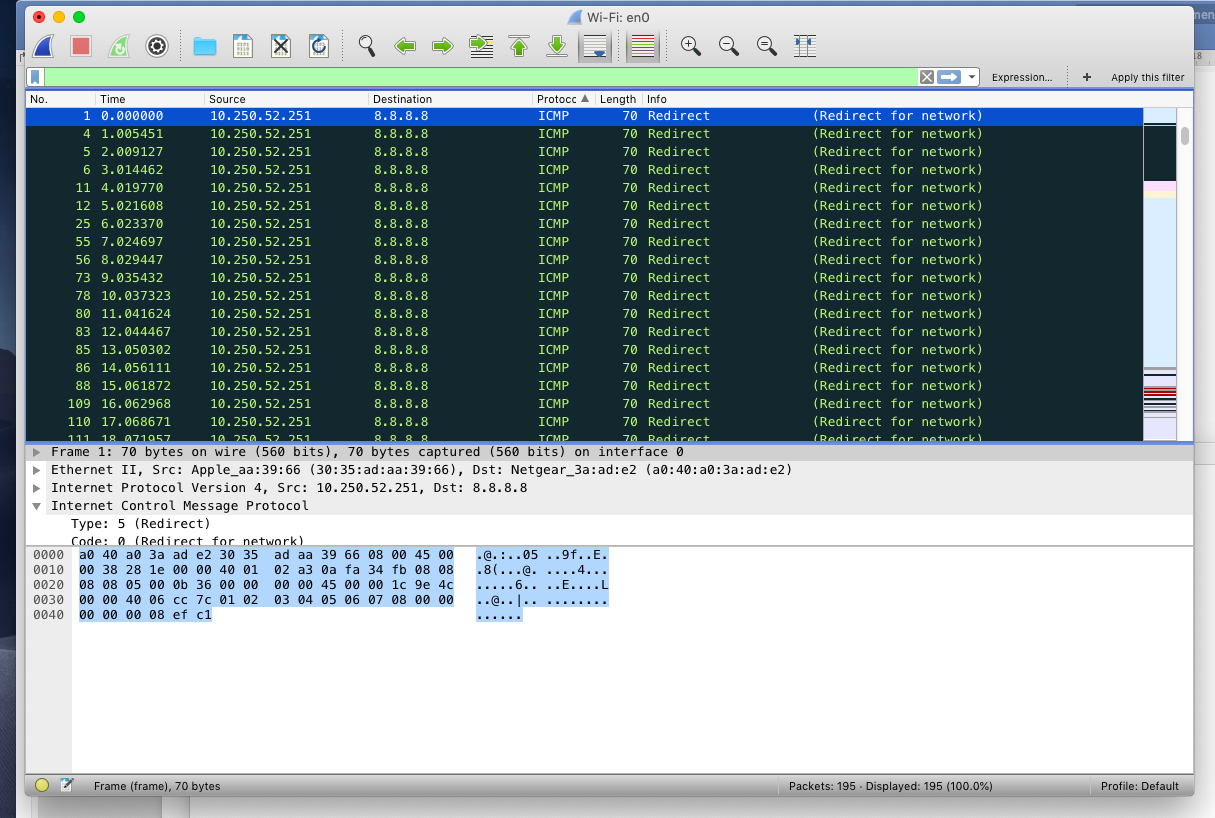 Wi-Fi: en0
Expression... + Apply this filter
No. Time Source Destination Protocc Length Info
1 0.000000 10.250.52.251 8.8.8.8 ICMP 70 Redirect (Redirect for network)
4 1.005451 10.250.52.251 8.8.8.8 ICMP 70 Redirect (Redirect for network)
5 2.009127 10.250.52.251 8.8.8.8 ICMP 70 Redirect (Redirect for network)
6 3.014462 10.250.52.251 8.8.8.8 ICMP 70 Redirect (Redirect for network)
11 4.019770 10.250.52.251 8.8.8.8 ICMP 70 Redirect (Redirect for network)
12 5.021608 10.250.52.251 8.8.8.8 ICMP 70 Redirect (Redirect for network)
25 6.023370 10.250.52.251 8.8.8.8 ICMP 70 Redirect (Redirect for network)
55 7.024697 10.250.52.251 8.8.8.8 ICMP 70 Redirect (Redirect for network)
56 8.029447 10.250.52.251 8.8.8.8 ICMP 70 Redirect (Redirect for network)
73 9.035432 10.250.52.251 8.8.8.8 ICMP 70 Redirect (Redirect for network)
78 10.037323 10.250.52.251 8.8.8.8 ICMP 70 Redirect (Redirect for network)
80 11.041624 10.250.52.251 8.8.8.8 ICMP 70 Redirect (Redirect for network)
83 12.044467 10.250.52.251 8.8.8.8 ICMP 70 Redirect (Redirect for network)
85 13.050302 10.250.52.251 8.8.8.8 ICMP 70 Redirect (Redirect for network)
86 14.056111 10.250.52.251 8.8.8.8 ICMP 70 Redirect (Redirect for network)
88 15.061872 10.250.52.251 8.8.8.8 ICMP 70 Redirect (Redirect for network)
109 16.062968 10.250.52.251 8.8.8.8 ICMP 70 Redirect (Redirect for network)
110 17.068671 10.250.52.251 8.8.8.8 ICMP 70 Redirect (Redirect for network)
111 18.071957 10.250.52.251 8.8.8.8 ICMP 70 Redirect (Redirect for network)
Frame 1: 70 bytes on wire (560 bits), 70 bytes captured (560 bits) on interface 0
Ethernet II, Src: Apple_aa:39:66 (30:35:ad:aa:39:66), Dst: Netgear_3a:ad:e2 (a0:40:a0:3a:ad:e2)
Internet Protocol Version 4, Src: 10.250.52.251, Dst: 8.8.8.8
Internet Control Message Protocol
Type: 5 (Redirect)
Code: 0 (Redirect for network)
0000 a0 40 a0 3a ad e2 30 35 ad aa 39 66 08 00 45 00 .@.:..05 ..9f..E.
0010 00 38 28 1e 00 00 40 01 02 a3 0a fa 34 fb 08 08 .8(...@. ....4...
0020 08 08 05 00 0b 36 00 00 00 00 45 00 00 1c 9e 4c .....6.. ..E....L
0030 00 00 40 06 cc 7c 01 02 03 04 05 06 07 08 00 00 ..@..|.. ........
0040 00 00 00 08 ef c1 ......
Frame (frame), 70 bytes Packets: 195 · Displayed: 195 (100.0%) Profile: Default